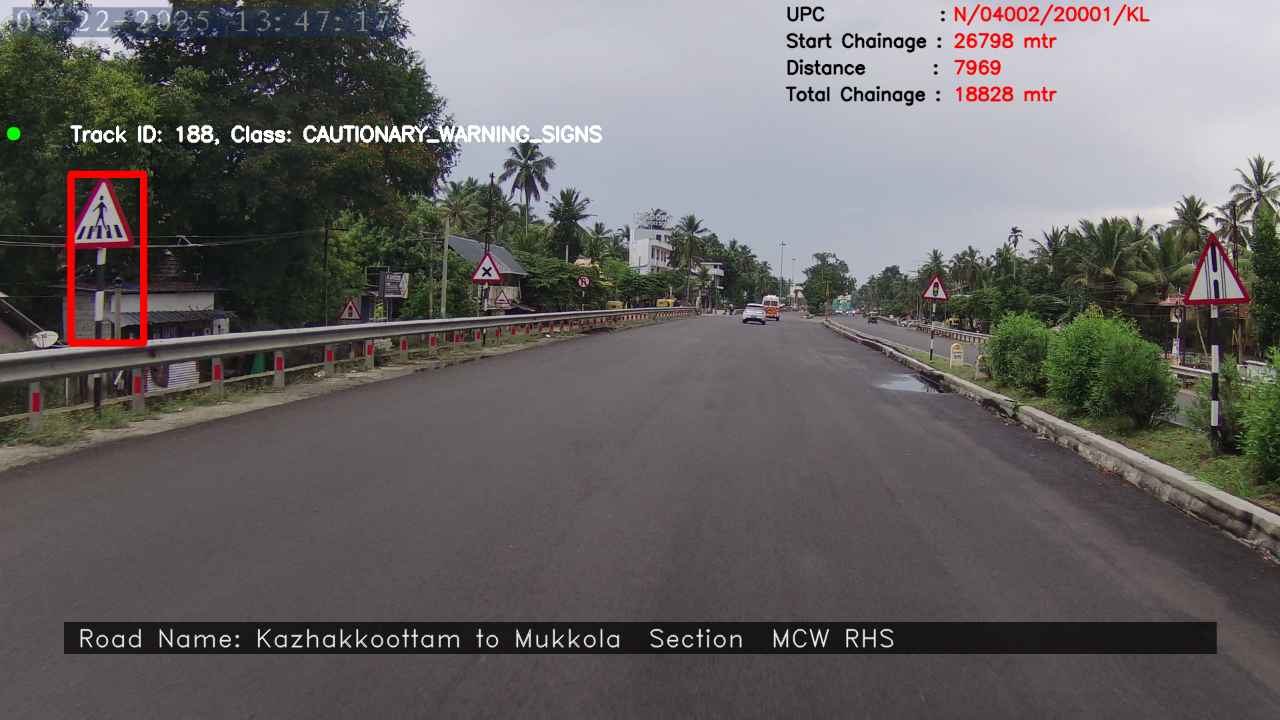 03-22-2025, 13:47:17
UPC : N/04002/20001/KL
Start Chainage : 26798 mtr
Distance : 7969
Total Chainage : 18828 mtr
Track ID: 188, Class: CAUTIONARY_WARNING_SIGNS
Road Name: Kazhakkoottam to Mukkola Section MCW RHS